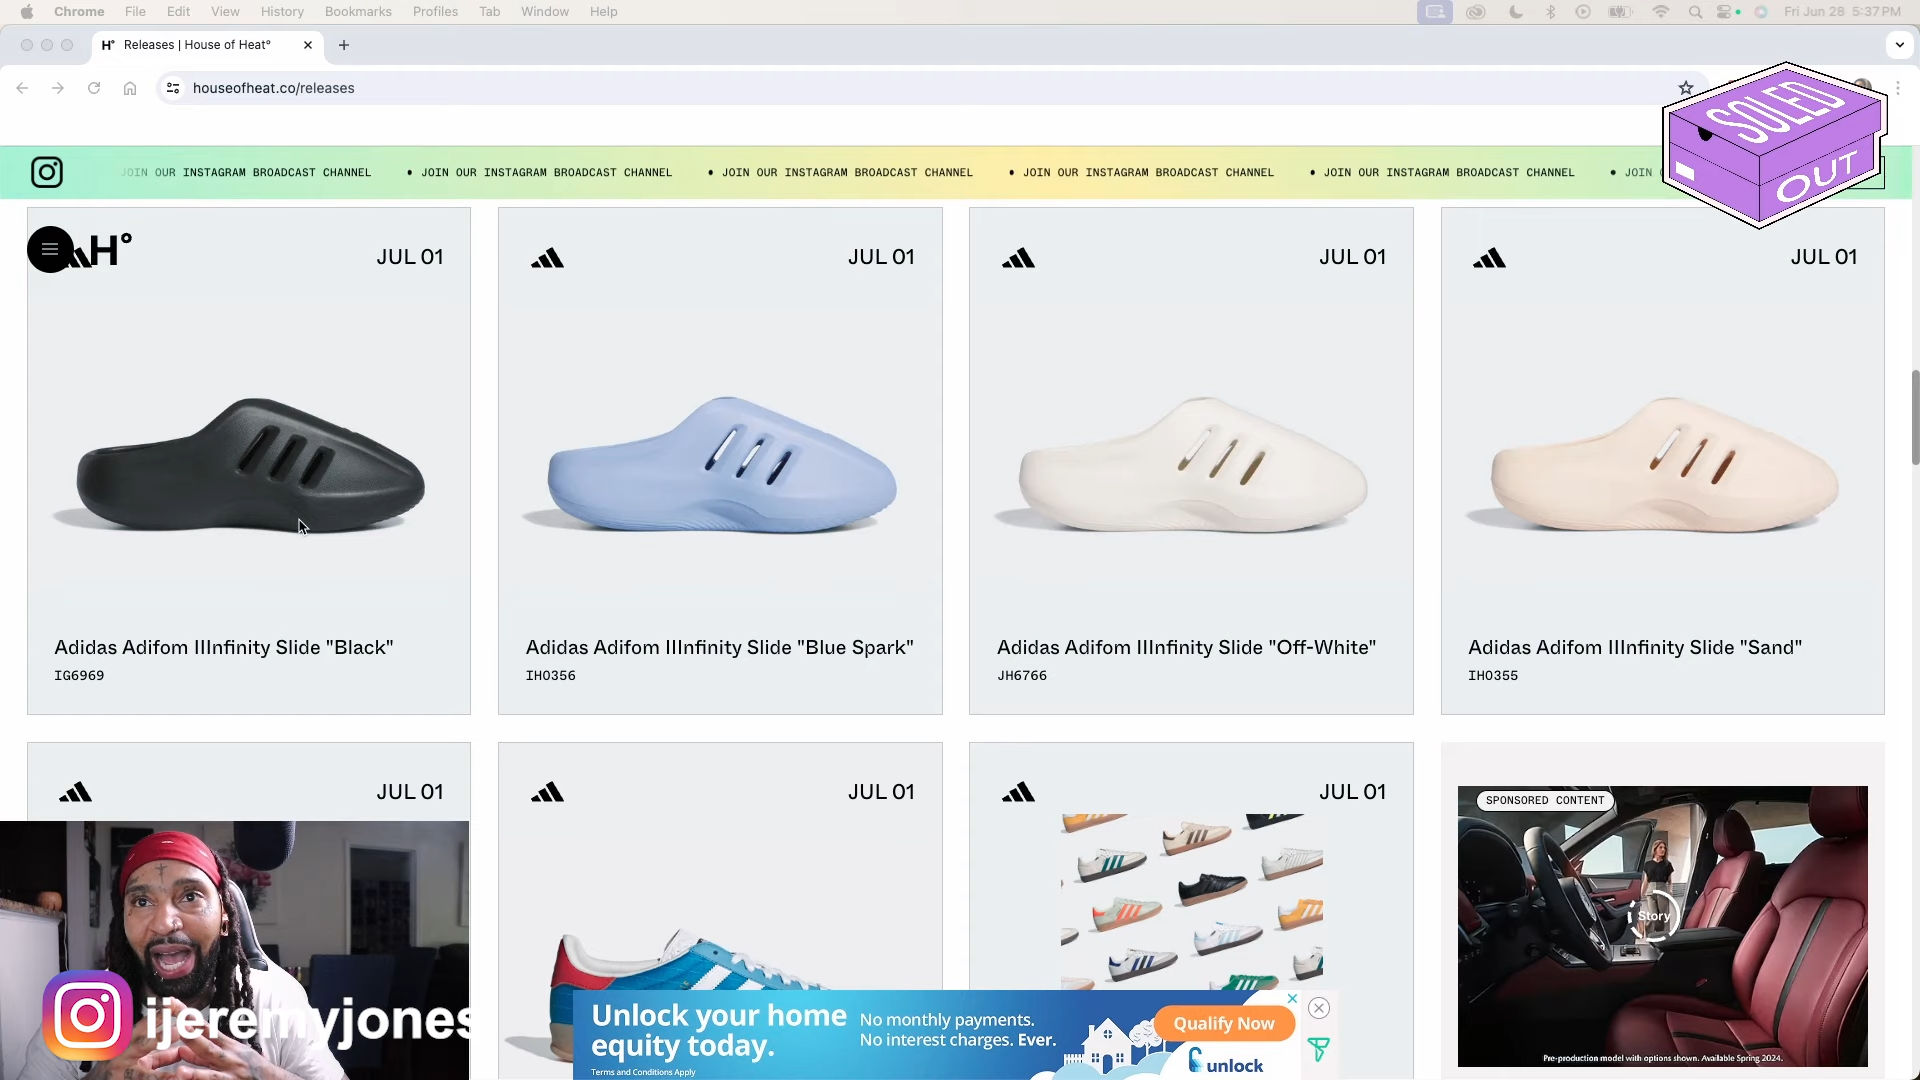 Chrome File Edit View History Bookmarks Profiles Tab Window Help Fri Jun 28 5:37 PM
Releases | House of Heat°
houseofheat.co/releases
JOIN OUR INSTAGRAM BROADCAST CHANNEL • JOIN OUR INSTAGRAM BROADCAST CHANNEL • JOIN OUR INSTAGRAM BROADCAST CHANNEL • JOIN OUR INSTAGRAM BROADCAST CHANNEL • JOIN OUR INSTAGRAM BROADCAST CHANNEL • JOIN
SOLED
OUT
H°
JUL 01
JUL 01
JUL 01
JUL 01
Adidas Adifom IIInfinity Slide "Black"
IG6969
Adidas Adifom IIInfinity Slide "Blue Spark"
IH0356
Adidas Adifom IIInfinity Slide "Off-White"
JH6766
Adidas Adifom IIInfinity Slide "Sand"
IH0355
JUL 01
JUL 01
JUL 01
SPONSORED CONTENT
Story
Pre-production model with options shown. Available Spring 2024.
ijeremyjones
Unlock your home
equity today.
Terms and Conditions Apply
No monthly payments.
No interest charges. Ever.
Qualify Now
unlock